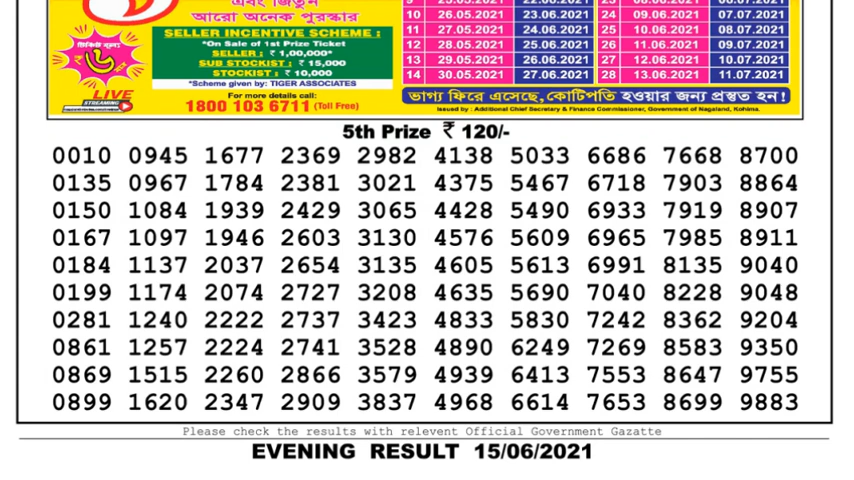 এবং জিতুন
আরো অনেক পুরস্কার
SELLER INCENTIVE SCHEME :
*On Sale of 1st Prize Ticket
SELLER : ₹ 1,00,000*
SUB STOCKIST : ₹ 15,000
STOCKIST : ₹ 10,000
*Scheme given by: TIGER ASSOCIATES
For more details call:
1800 103 6711 (Toll Free)
টিকিট মূল্য
₹ ৬
LIVE
STREAMING
10 26.05.2021 23.06.2021 24 09.06.2021 07.07.2021
11 27.05.2021 24.06.2021 25 10.06.2021 08.07.2021
12 28.05.2021 25.06.2021 26 11.06.2021 09.07.2021
13 29.05.2021 26.06.2021 27 12.06.2021 10.07.2021
14 30.05.2021 27.06.2021 28 13.06.2021 11.07.2021
ভাগ্য ফিরে এসেছে, কোটিপতি হওয়ার জন্য প্রস্তুত হন!
Issued by : Additional Chief Secretary & Finance Commissioner, Government of Nagaland, Kohima.
5th Prize ₹ 120/-
0010 0945 1677 2369 2982 4138 5033 6686 7668 8700
0135 0967 1784 2381 3021 4375 5467 6718 7903 8864
0150 1084 1939 2429 3065 4428 5490 6933 7919 8907
0167 1097 1946 2603 3130 4576 5609 6965 7985 8911
0184 1137 2037 2654 3135 4605 5613 6991 8135 9040
0199 1174 2074 2727 3208 4635 5690 7040 8228 9048
0281 1240 2222 2737 3423 4833 5830 7242 8362 9204
0861 1257 2224 2741 3528 4890 6249 7269 8583 9350
0869 1515 2260 2866 3579 4939 6413 7553 8647 9755
0899 1620 2347 2909 3837 4968 6614 7653 8699 9883
Please check the results with relevent Official Government Gazatte
EVENING RESULT 15/06/2021